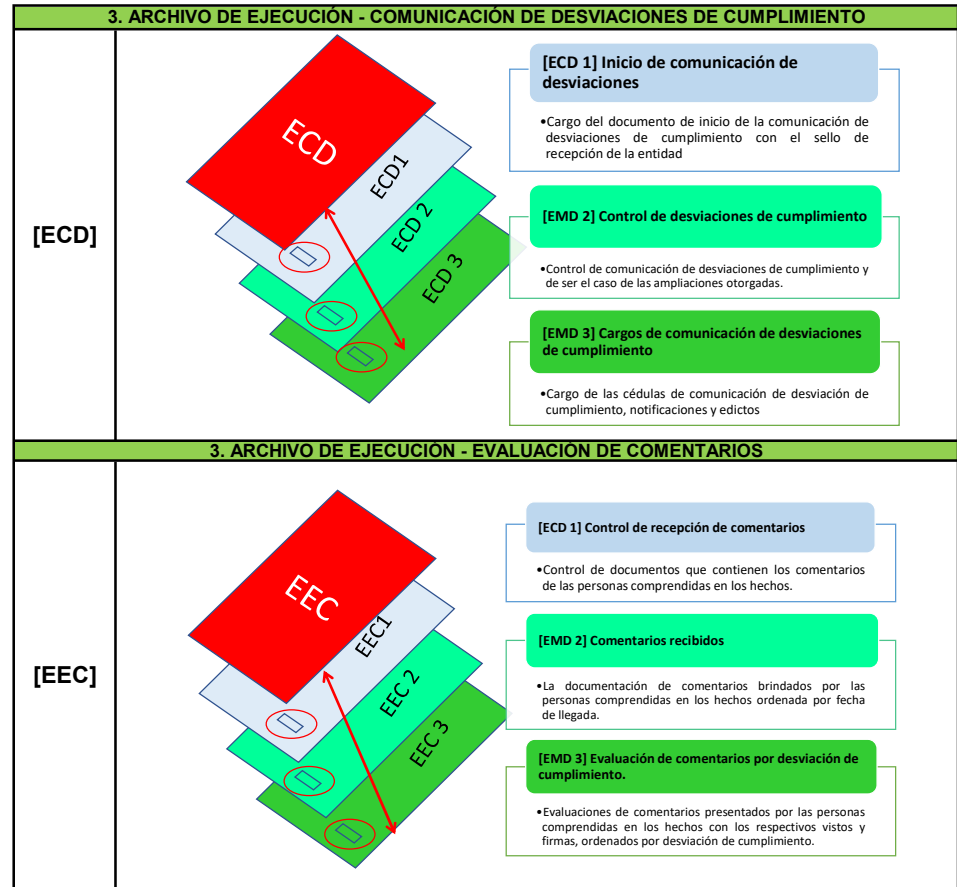 3. ARCHIVO DE EJECUCIÓN - COMUNICACIÓN DE DESVIACIONES DE CUMPLIMIENTO
[ECD]
ECD
ECD1
ECD 2
ECD 3
[ECD 1] Inicio de comunicación de
desviaciones
•Cargo del documento de inicio de la comunicación de
desviaciones de cumplimiento con el sello de
recepción de la entidad
[EMD 2] Control de desviaciones de cumplimiento
•Control de comunicación de desviaciones de cumplimiento y
de ser el caso de las ampliaciones otorgadas.
[EMD 3] Cargos de comunicación de desviaciones
de cumplimiento
•Cargo de las cédulas de comunicación de desviación de
cumplimiento, notificaciones y edictos
3. ARCHIVO DE EJECUCIÓN - EVALUACIÓN DE COMENTARIOS
[EEC]
EEC
EEC1
EEC 2
EEC 3
[ECD 1] Control de recepción de comentarios
•Control de documentos que contienen los comentarios
de las personas comprendidas en los hechos.
[EMD 2] Comentarios recibidos
•La documentación de comentarios brindados por las
personas comprendidas en los hechos ordenada por fecha
de llegada.
[EMD 3] Evaluación de comentarios por desviación de
cumplimiento.
•Evaluaciones de comentarios presentados por las personas
comprendidas en los hechos con los respectivos vistos y
firmas, ordenados por desviación de cumplimiento.